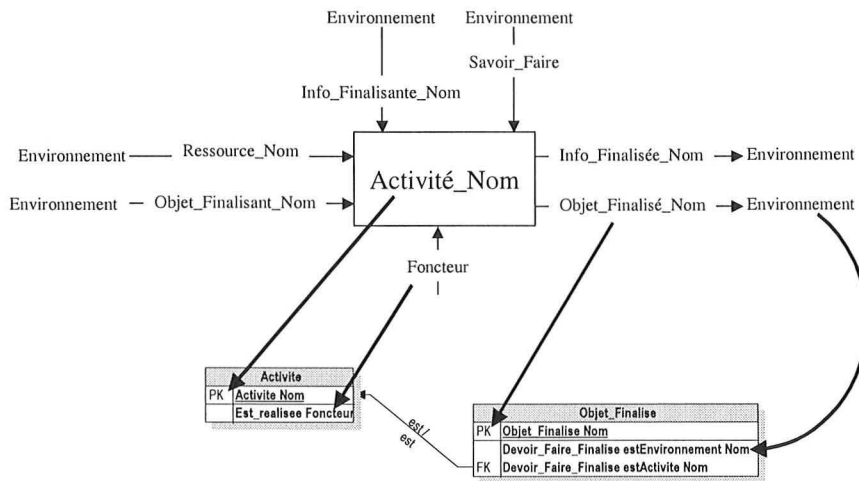 Environnement Environnement
Savoir_Faire
Info_Finalisante_Nom
Environnement Ressource_Nom Info_Finalisée_Nom Environnement
Activité_Nom
Environnement Objet_Finalisant_Nom Objet_Finalisé_Nom Environnement
Foncteur
Activite
PK Activite Nom
Est_realisee Foncteur
est /
est
Objet_Finalise
PK Objet_Finalise Nom
Devoir_Faire_Finalise estEnvironnement Nom
FK Devoir_Faire_Finalise estActivite Nom